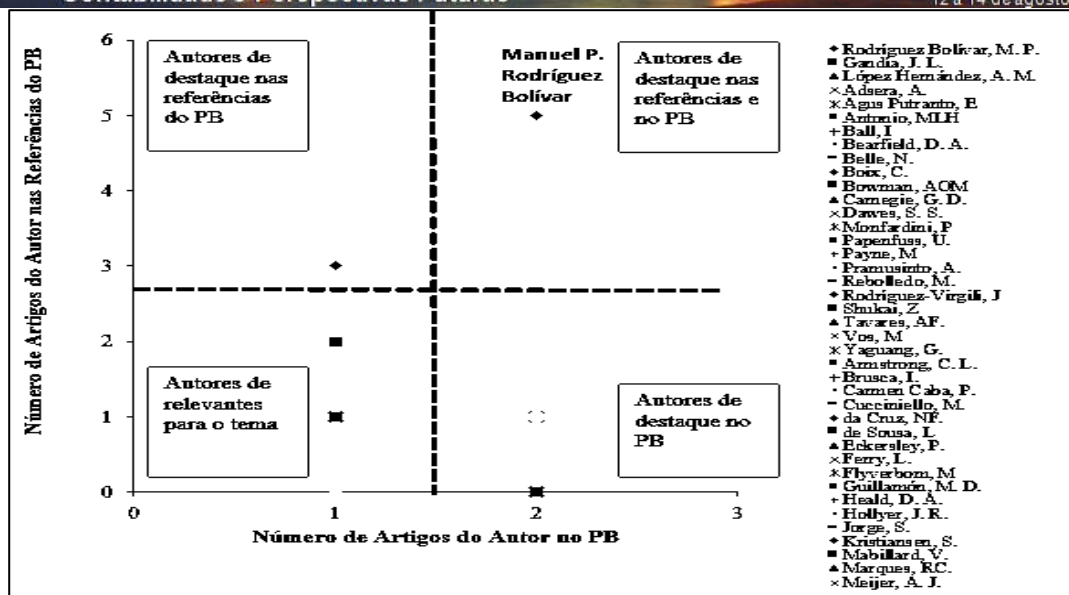 12 a 14 de agosto
6
5
4
3
2
1
0
0
1
2
3
Número de Artigos do Autor nas Referências do PB
Número de Artigos do Autor no PB
Autores de
destaque nas
referências
do PB
Manuel P.
Rodríguez
Bolívar
Autores de
destaque nas
referências e
no PB
Autores de
relevantes
para o tema
Autores de
destaque no
PB
Rodríguez Bolívar, M. P.
Gandía, J. L.
López Hernández, A. M.
Adsera, A.
Agus Putranto, E
Antonio, MLH
Ball, I
Bearfield, D. A.
Belle, N.
Boix, C.
Bowman, AOM
Carnegie, G. D.
Dawes, S. S.
Monfardini, P
Papenfuss, U.
Payne, M
Pramusinto, A.
Rebolledo, M.
Rodríguez-Virgili, J
Shukai, Z
Tavares, AF.
Vos, M
Yaguang, G.
Armstrong, C. L.
Brusca, I.
Carmen Caba, P.
Cucciniello, M.
da Cruz, NF.
de Sousa, L
Eckersley, P.
Ferry, L.
Flyverbom, M
Guillamón, M. D.
Heald, D. A.
Hollyer, J. R.
Jorge, S.
Kristiansen, S.
Mabillard, V.
Marques, RC.
Meijer, A. J.